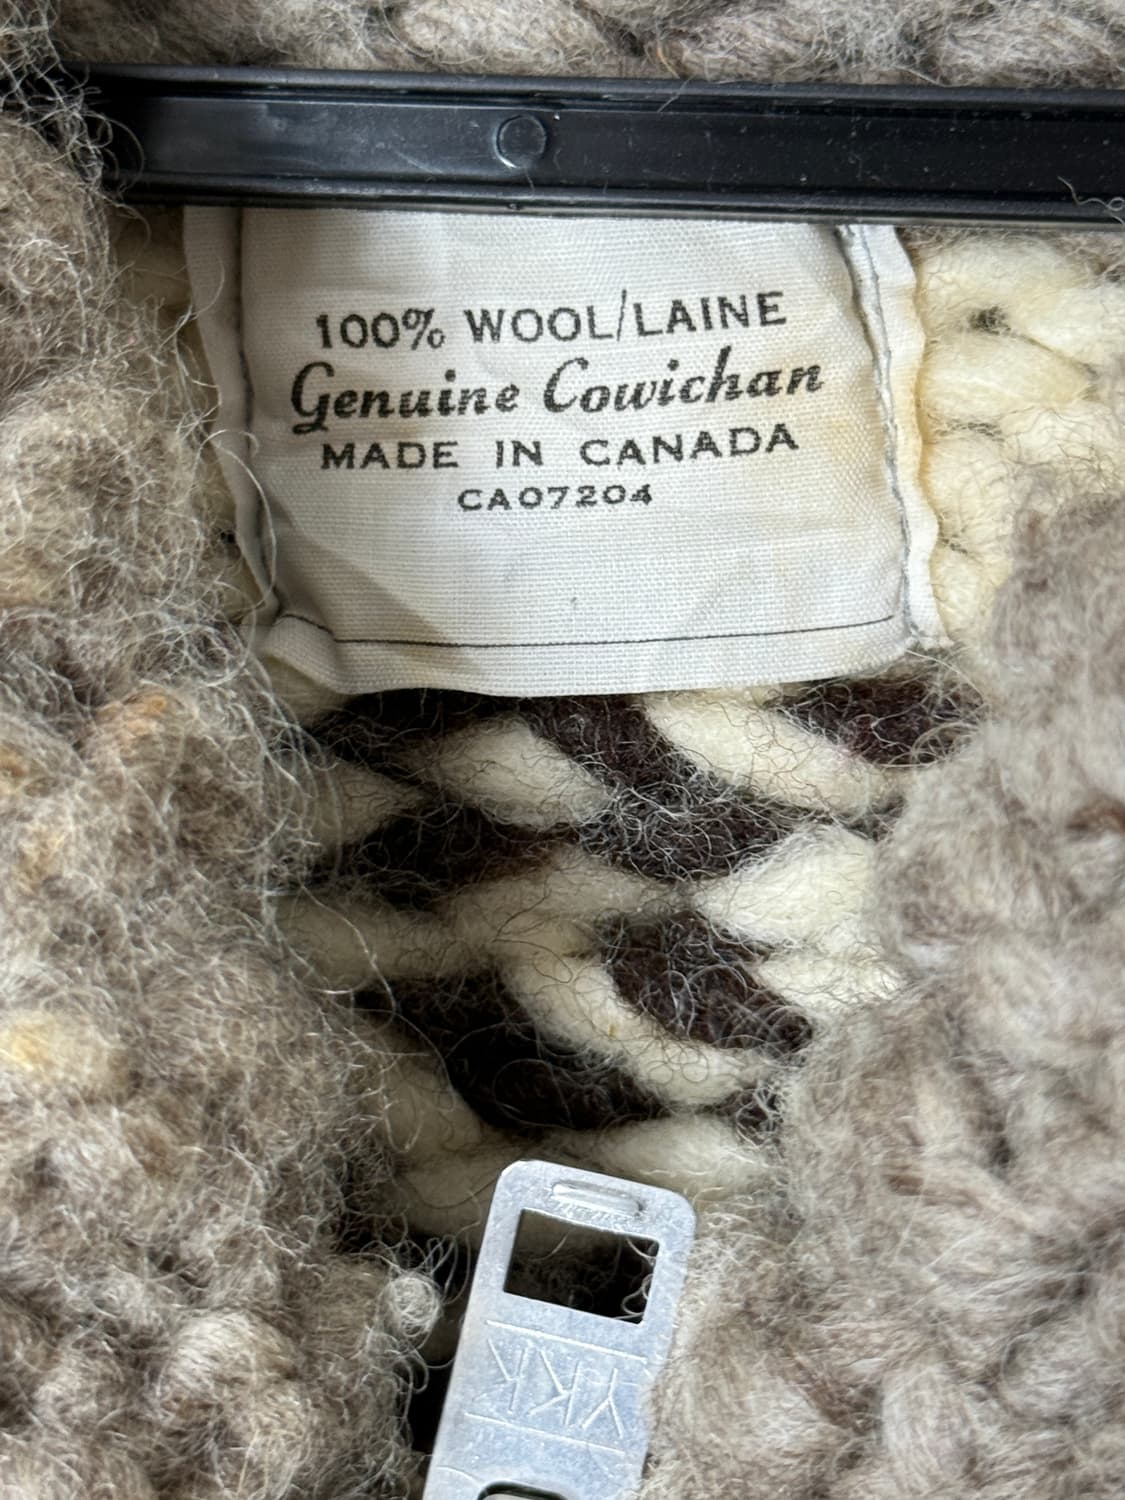 100% WOOL/LAINE
Genuine Cowichan
MADE IN CANADA
CA07204
YKK